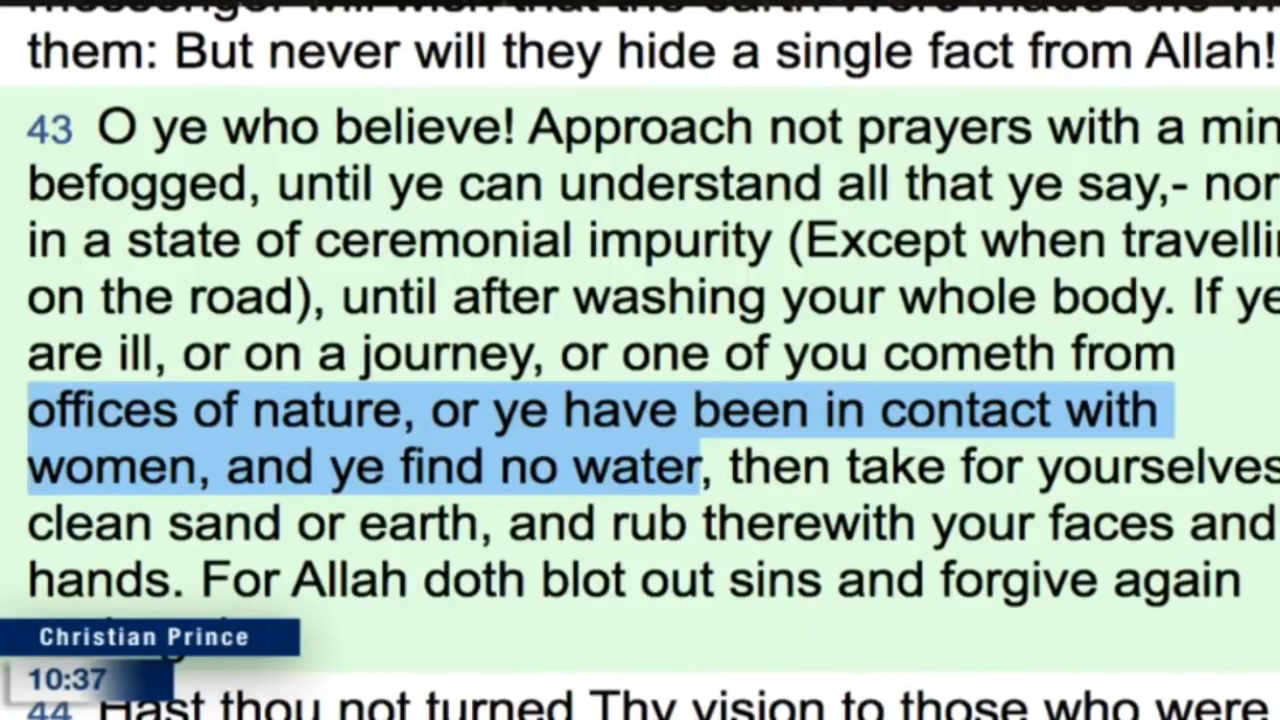 them: But never will they hide a single fact from Allah!
43 O ye who believe! Approach not prayers with a min
befogged, until ye can understand all that ye say,- nor
in a state of ceremonial impurity (Except when travelli
on the road), until after washing your whole body. If ye
are ill, or on a journey, or one of you cometh from
offices of nature, or ye have been in contact with
women, and ye find no water, then take for yourselves
clean sand or earth, and rub therewith your faces and
hands. For Allah doth blot out sins and forgive again
Christian Prince
10:37
44 Hast thou not turned Thy vision to those who were